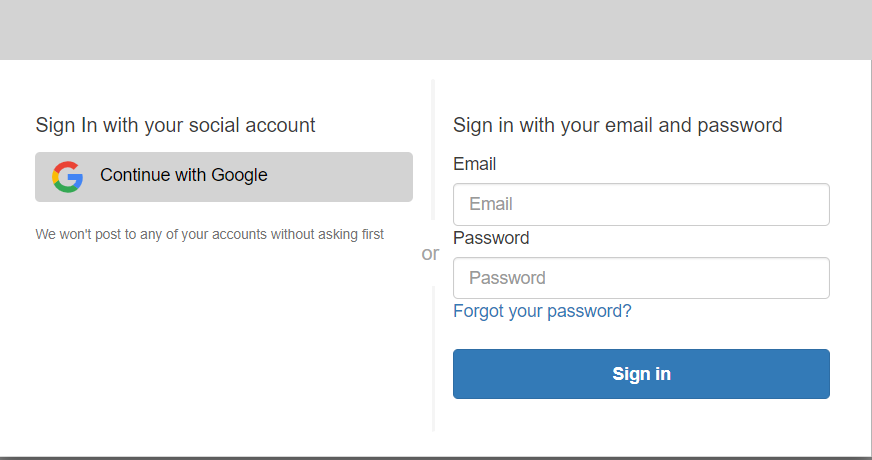 Sign In with your social account
Continue with Google
We won't post to any of your accounts without asking first
or
Sign in with your email and password
Email
Email
Password
Password
Forgot your password?
Sign in